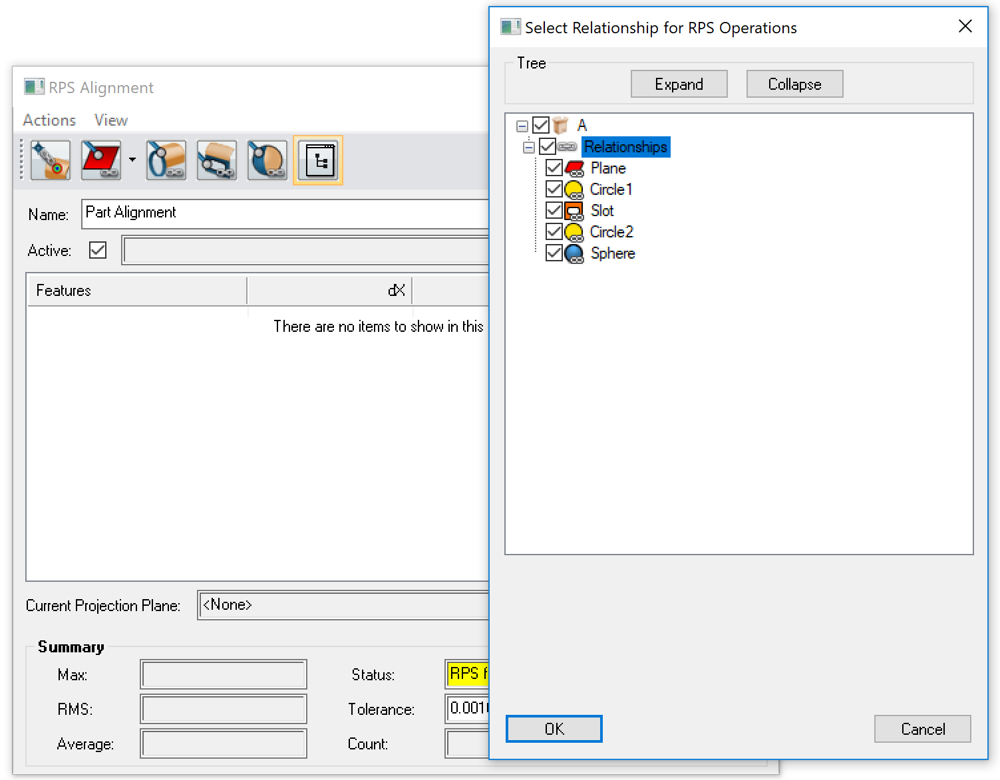 Select Relationship for RPS Operations
Tree
Expand
Collapse
A
Relationships
Plane
Circle1
Slot
Circle2
Sphere
OK
Cancel
RPS Alignment
Actions View
Name: Part Alignment
Active:
Features dX
There are no items to show in this
Current Projection Plane: <None>
Summary
Max: Status: RPS
RMS: Tolerance: 0.001
Average: Count: